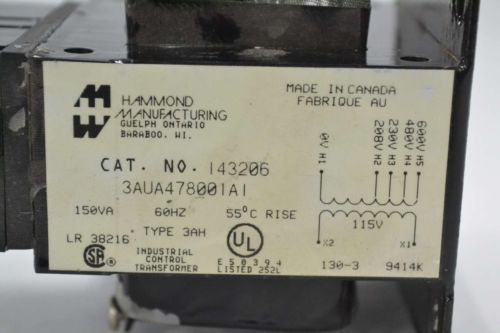 HAMMOND
MANUFACTURING
GUELPH ONTARIO
BARABOO. WI.
MADE IN CANADA
FABRIQUE AU
CAT. NO. 143206
3AUA478001A1
150VA 60HZ 55°C RISE
LR 38216 TYPE 3AH
SA
INDUSTRIAL
CONTROL
TRANSFORMER
UL
E50394
LISTED 252L
0V H1
208V H2
230V H3
480V H4
600V H5
115V
X2 X1
130-3 9414K